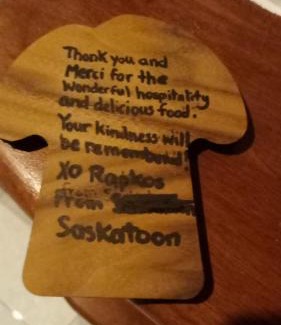 Thank you and
Merci for the
Wonderful hospitality
and delicious food.
Your kindness will
be remembered!
Xo Rapkos
From
Saskatoon